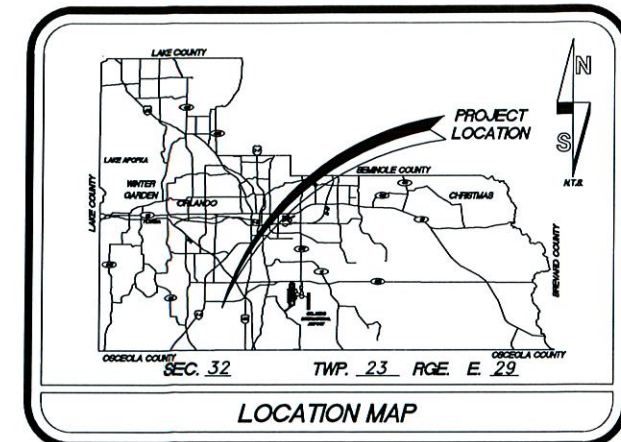 LAKE COUNTY
N
PROJECT
LOCATION
S
N.T.S.
LAKE APOPKA
SEMINOLE COUNTY
WINTER
GARDEN
ORLANDO
CHRISTMAS
LAKE COUNTY
BREVARD COUNTY
OSCEOLA COUNTY
OSCEOLA COUNTY
SEC. 32 TWP. 23 RGE. E. 29
LOCATION MAP